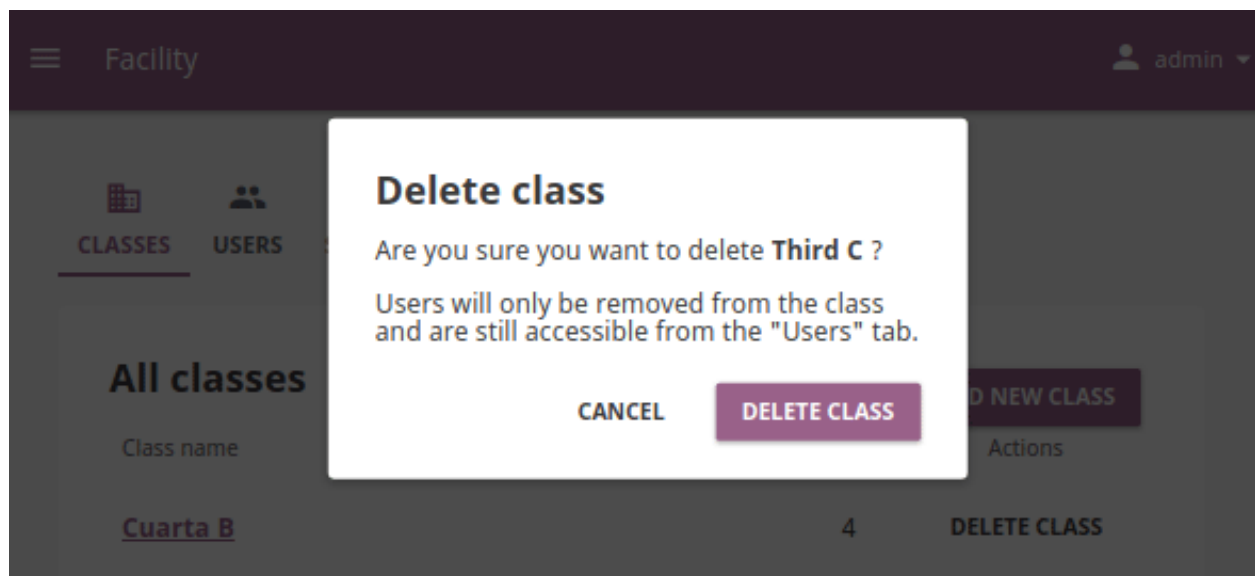 Facility
admin
CLASSES USERS
Delete class
Are you sure you want to delete Third C ?
Users will only be removed from the class
and are still accessible from the "Users" tab.
CANCEL DELETE CLASS
All classes
NEW CLASS
Class name
Actions
Cuarta B 4 DELETE CLASS